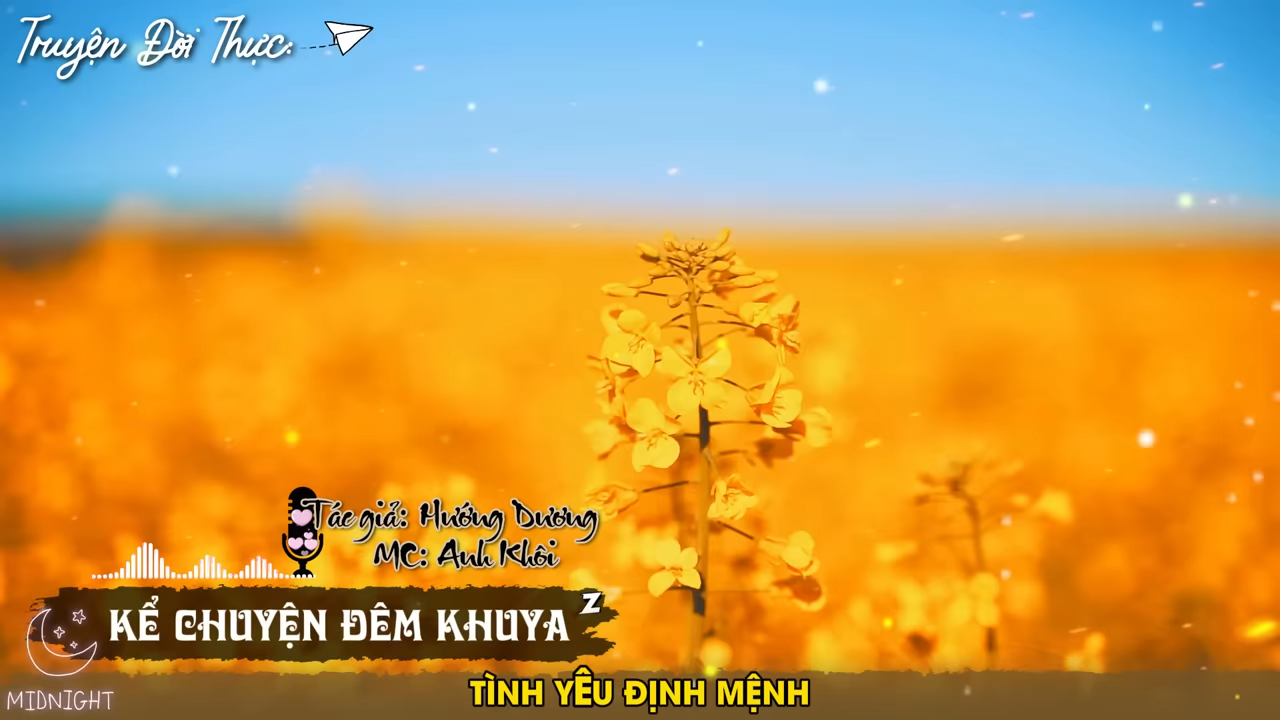 Truyện Đời Thực:
Tác giả: Hướng Dương
MC: Anh Khôi
KỂ CHUYỆN ĐÊM KHUYA
Z
MIDNIGHT
TÌNH YÊU ĐỊNH MỆNH